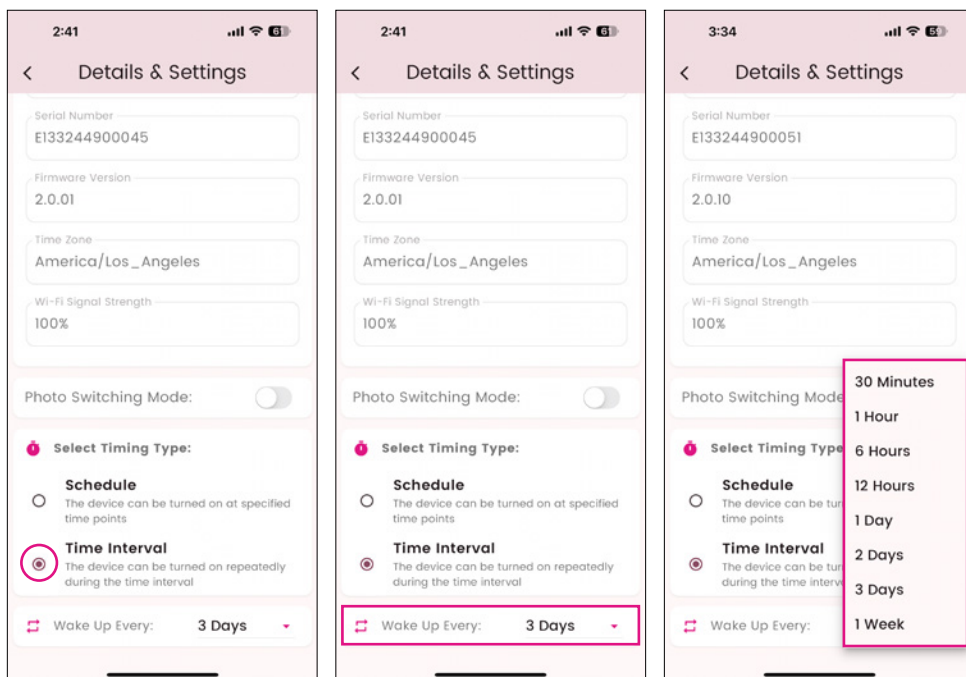 2:41
6
Details & Settings
Serial Number
E133244900045
Firmware Version
2.0.01
Time Zone
America/Los_Angeles
Wi-Fi Signal Strength
100%
Photo Switching Mode:
Select Timing Type:
Schedule
The device can be turned on at specified
time points
Time Interval
The device can be turned on repeatedly
during the time interval
Wake Up Every: 3 Days
2:41
6
Details & Settings
Serial Number
E133244900045
Firmware Version
2.0.01
Time Zone
America/Los_Angeles
Wi-Fi Signal Strength
100%
Photo Switching Mode:
Select Timing Type:
Schedule
The device can be turned on at specified
time points
Time Interval
The device can be turned on repeatedly
during the time interval
Wake Up Every: 3 Days
3:34
5
Details & Settings
Serial Number
E133244900051
Firmware Version
2.0.10
Time Zone
America/Los_Angeles
Wi-Fi Signal Strength
100%
Photo Switching Mode
Select Timing Type
Schedule
The device can be tur
time points
Time Interval
The device can be tur
during the time interv
Wake Up Every:
30 Minutes
1 Hour
6 Hours
12 Hours
1 Day
2 Days
3 Days
1 Week